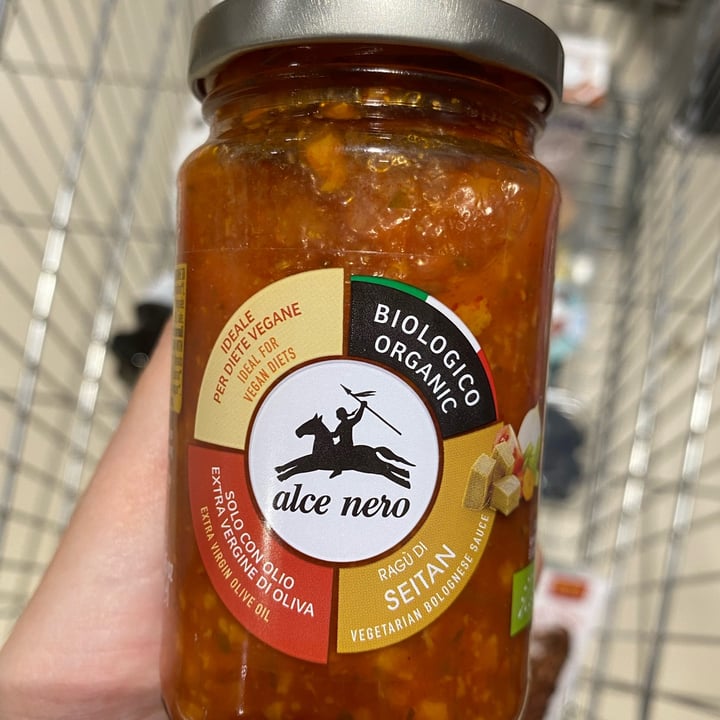 IDEALE
PER DIETE VEGANE
IDEAL FOR
VEGAN DIETS
BIOLOGICO
ORGANIC
alce nero
SOLO CON OLIO
EXTRA VERGINE DI OLIVA
EXTRA VIRGIN OLIVE OIL
RAGÙ DI
SEITAN
VEGETARIAN BOLOGNESE SAUCE